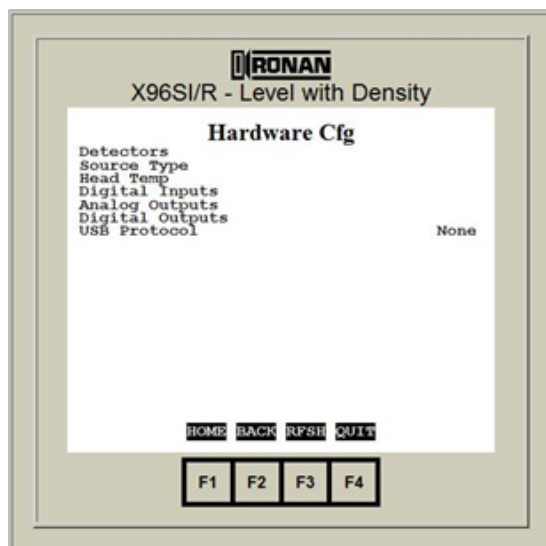 RONAN
X96SI/R - Level with Density
Hardware Cfg
Detectors
Source Type
Head Temp
Digital Inputs
Analog Outputs
Digital Outputs
USB Protocol None
HOME BACK RFSH QUIT
F1 F2 F3 F4